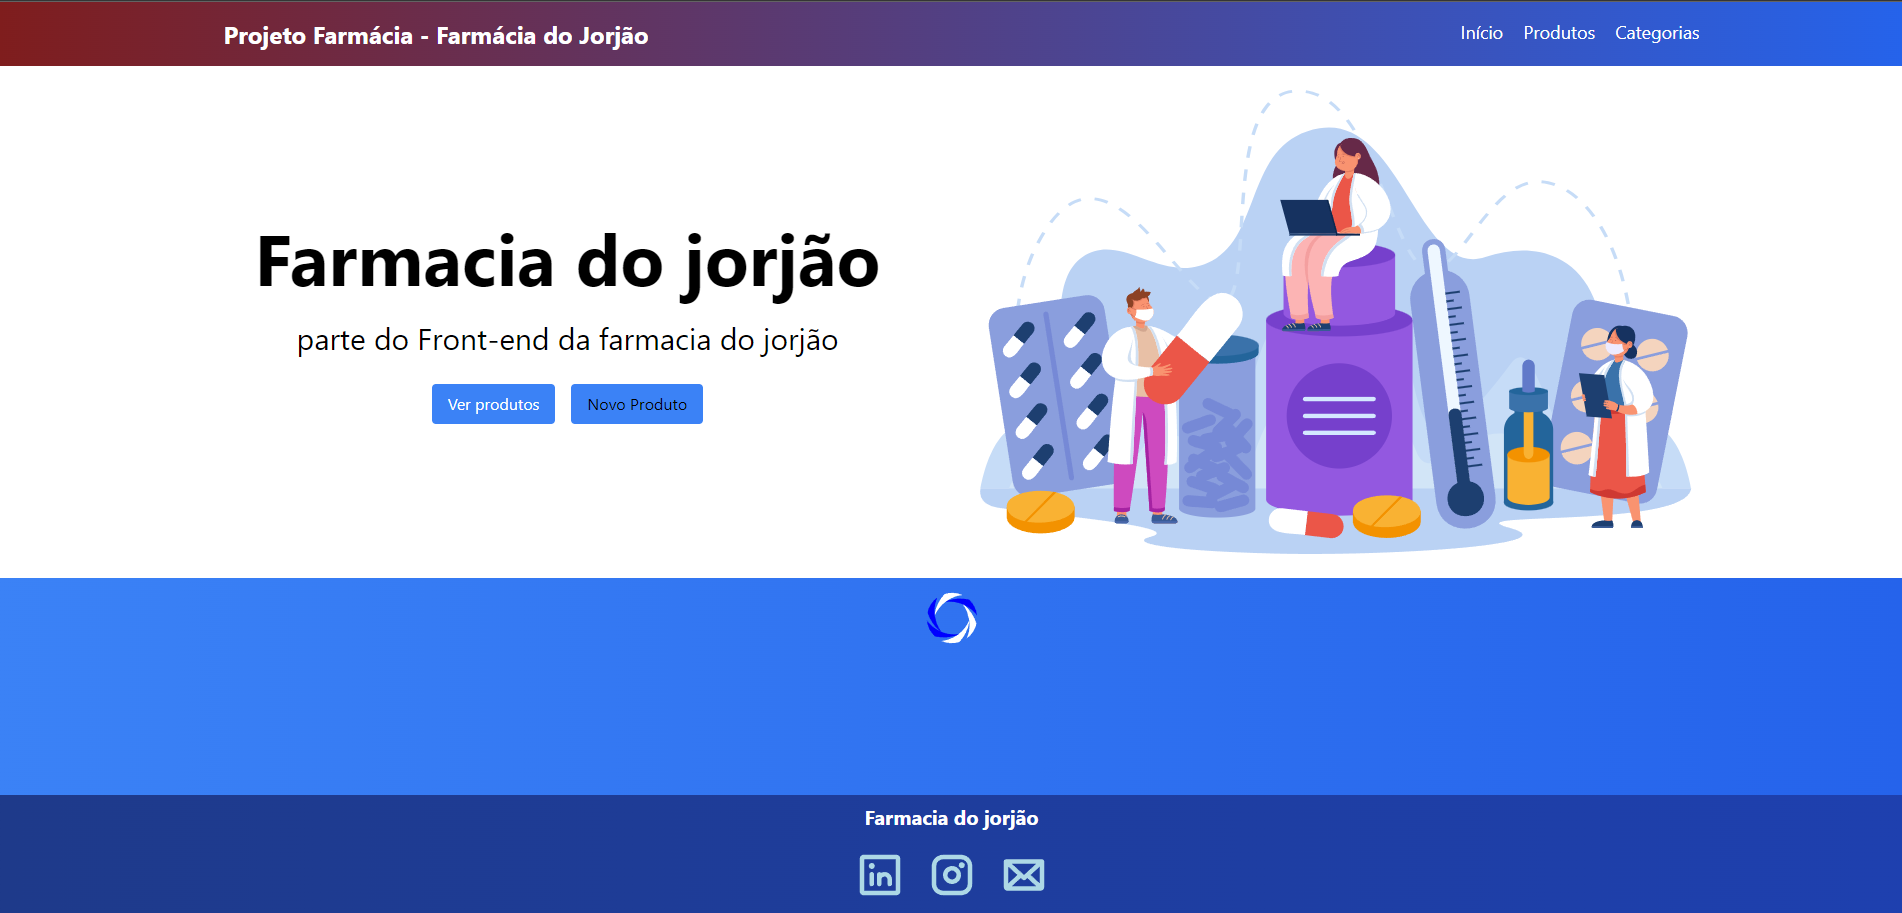 Projeto Farmácia - Farmácia do Jorjão
Início Produtos Categorias
Farmacia do jorjão
parte do Front-end da farmacia do jorjão
Ver produtos Novo Produto
Farmacia do jorjão
in